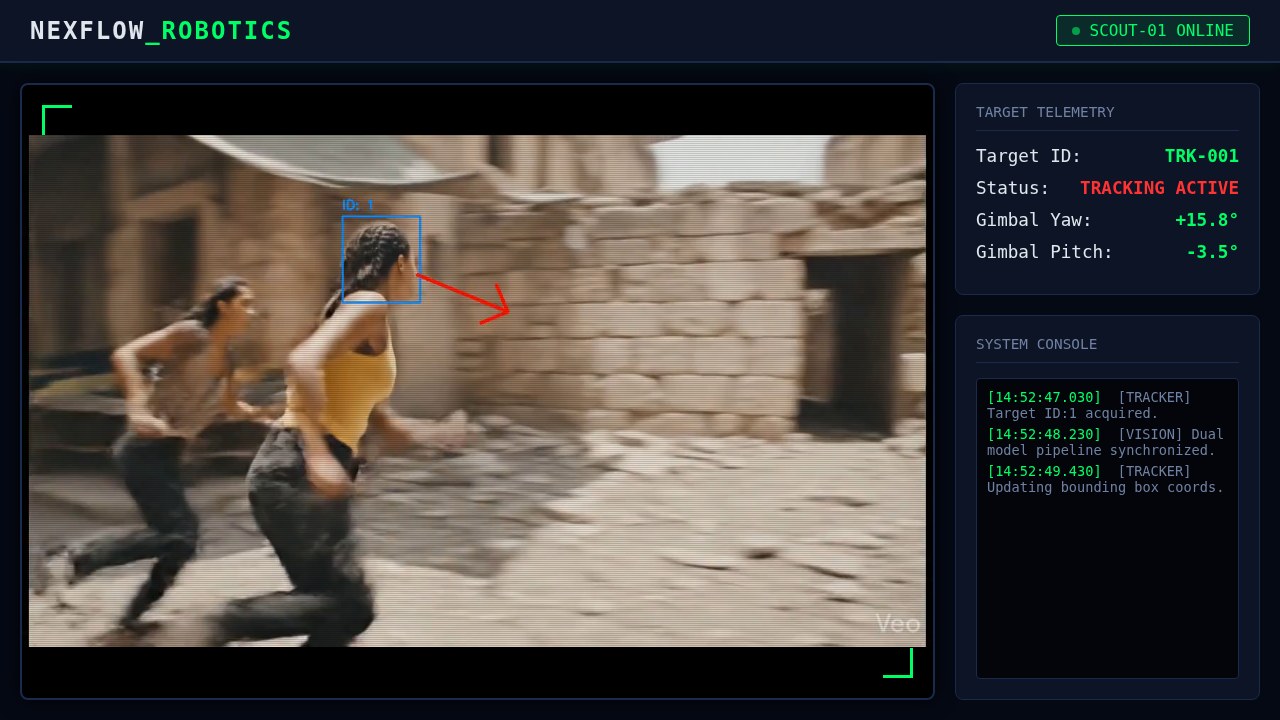 NEXFLOW_ROBOTICS
SCOUT-01 ONLINE
ID: 1
Veo
TARGET TELEMETRY
Target ID: TRK-001
Status: TRACKING ACTIVE
Gimbal Yaw: +15.8°
Gimbal Pitch: -3.5°
SYSTEM CONSOLE
[14:52:47.030] [TRACKER]
Target ID:1 acquired.
[14:52:48.230] [VISION] Dual
model pipeline synchronized.
[14:52:49.430] [TRACKER]
Updating bounding box coords.